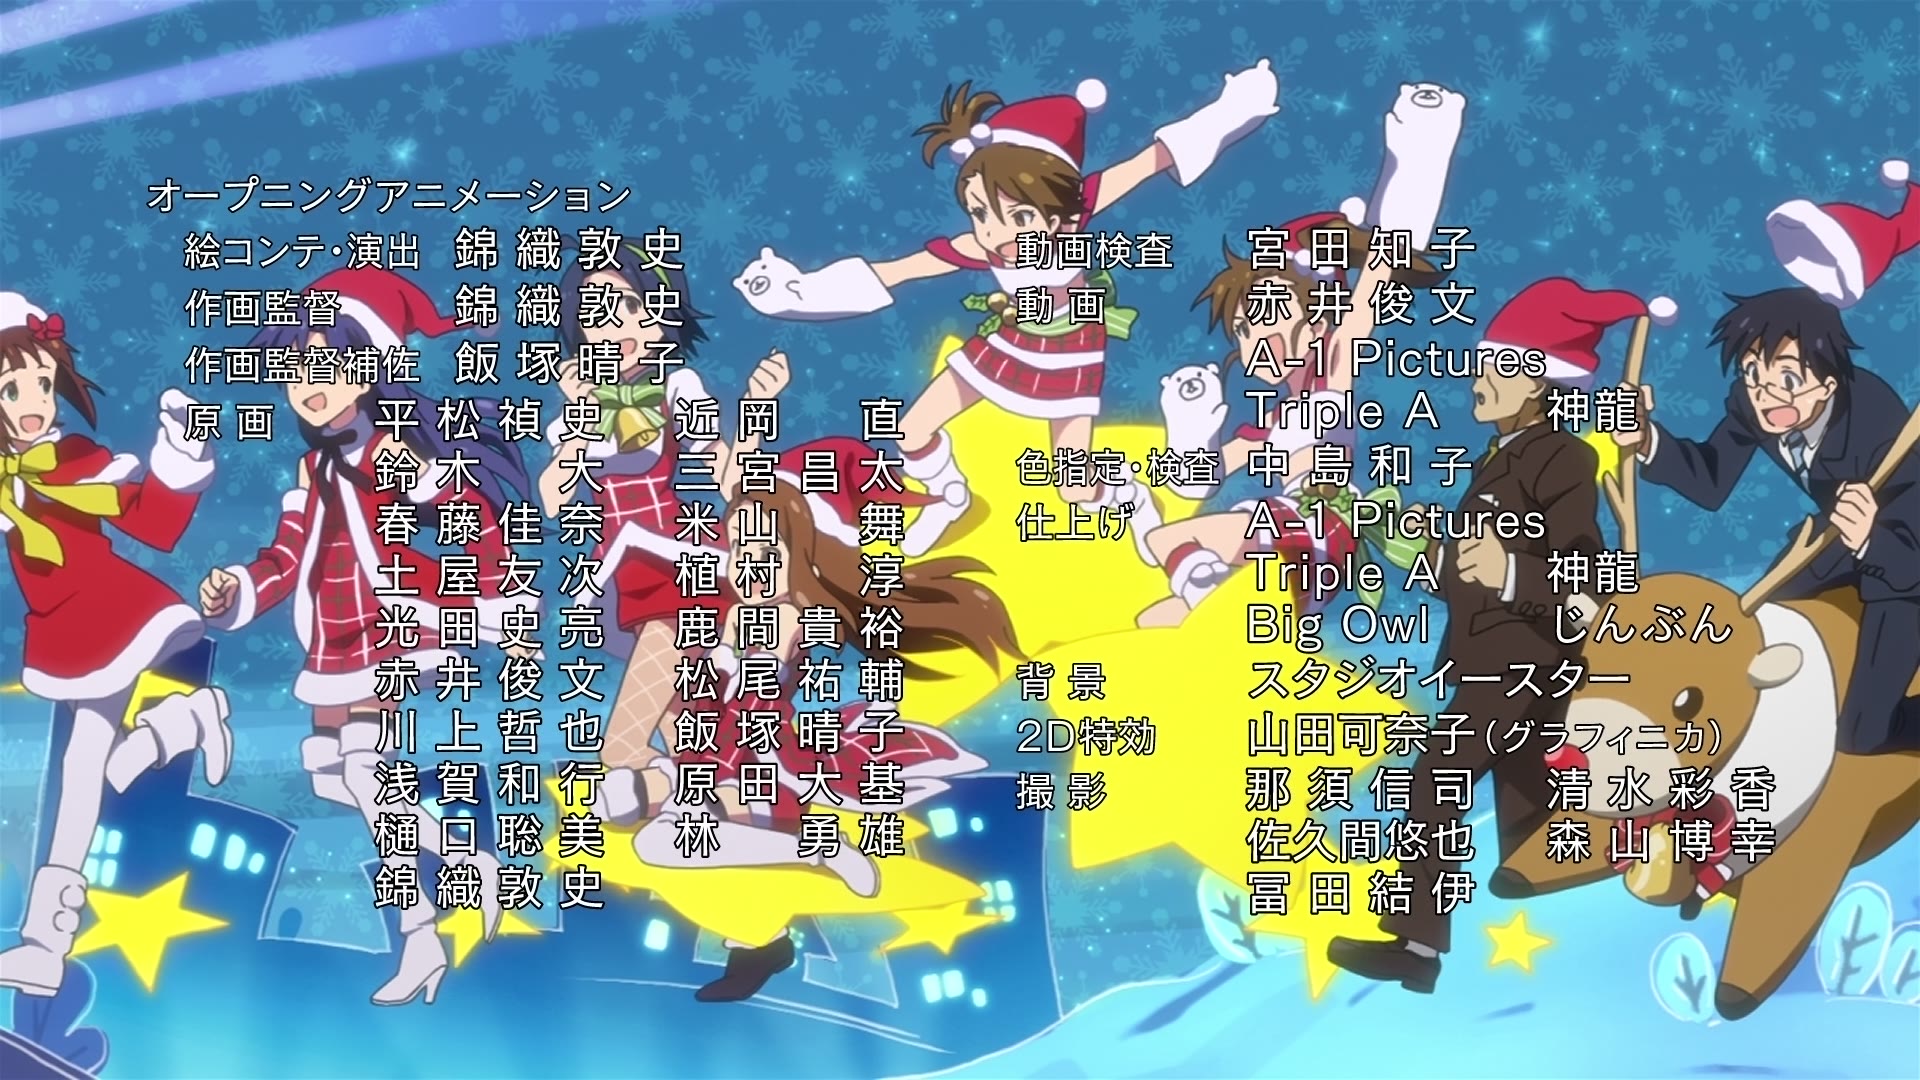 オープニングアニメーション
絵コンテ・演出 錦織敦史
作画監督 錦織敦史
作画監督補佐 飯塚晴子
原画 平松禎史 近岡 直
鈴木 大 三宮昌太
春藤佳奈 米山 舞
土屋友次 植村 淳
光田史亮 鹿間貴裕
赤井俊文 松尾祐輔
川上哲也 飯塚晴子
浅賀和行 原田大基
樋口聡美 林 勇雄
錦織敦史
動画検査 宮田知子
動画 赤井俊文
A-1 Pictures
Triple A 神龍
色指定・検査 中島和子
仕上げ A-1 Pictures
Triple A 神龍
Big Owl じんぶん
背景 スタジオイースター
2D特効 山田可奈子(グラフィニカ)
撮影 那須信司 清水彩香
佐久間悠也 森山博幸
冨田結伊